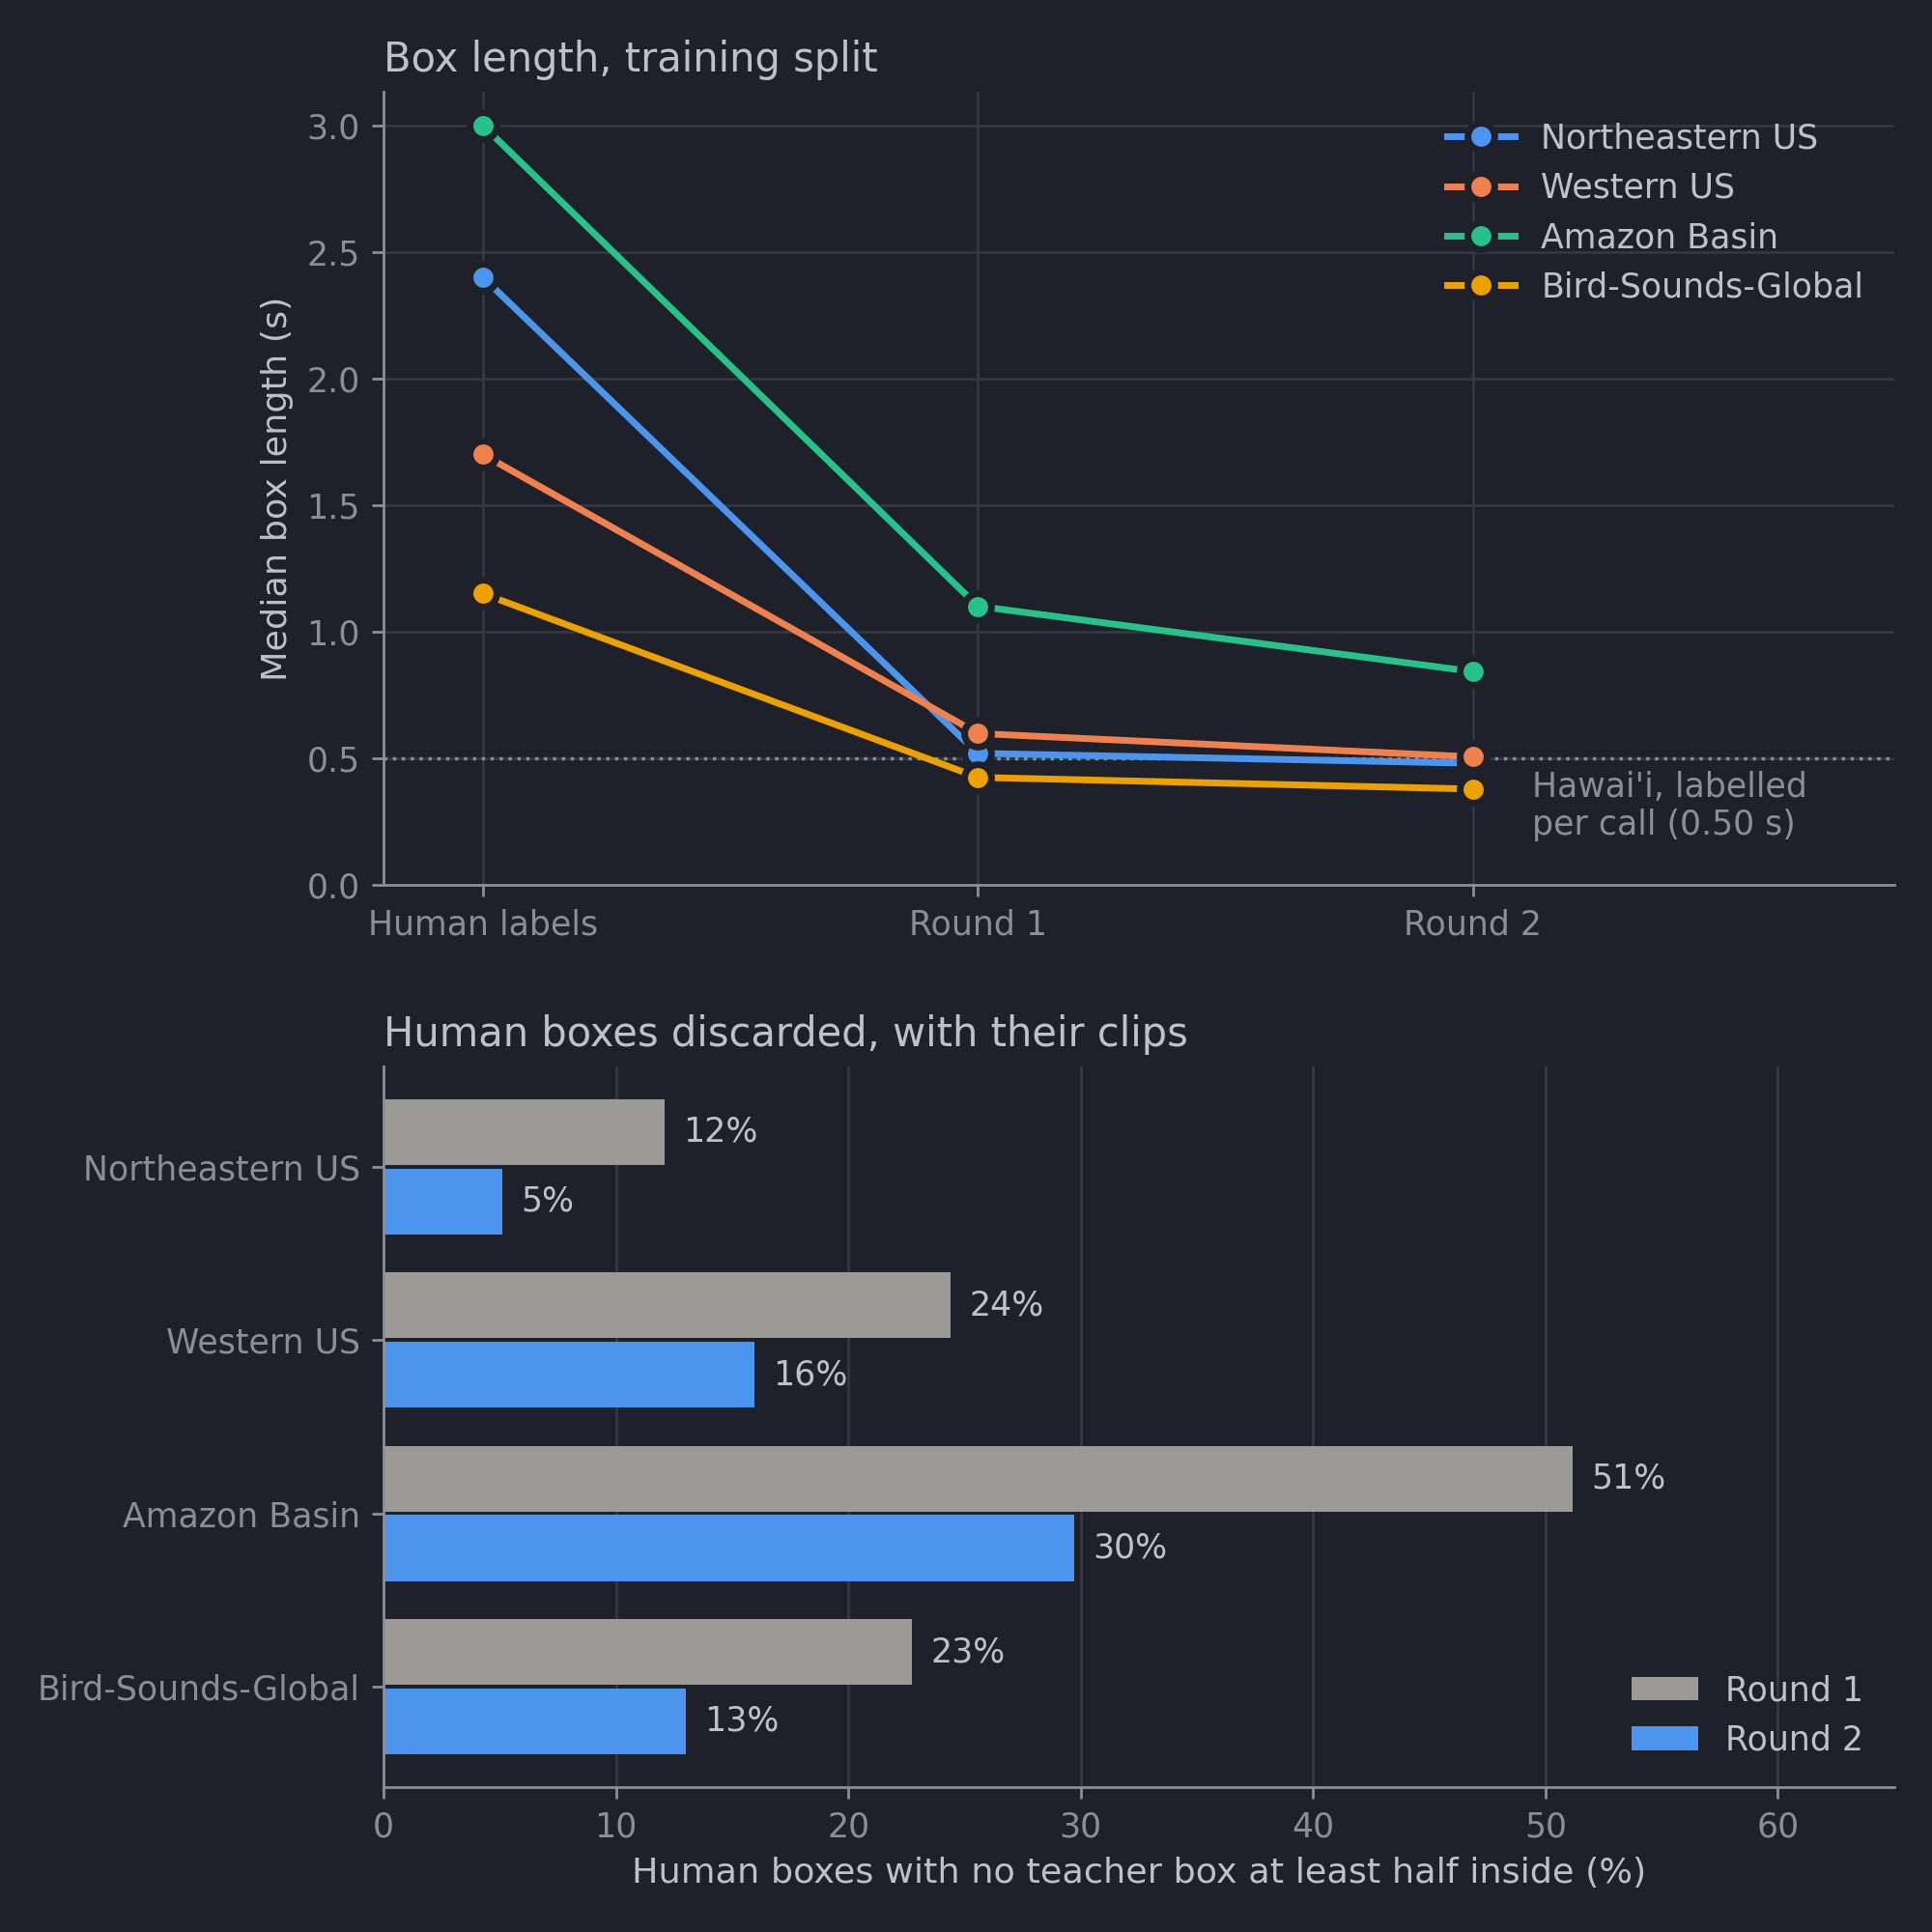 Box length, training split
Median box length (s)
3.0
2.5
2.0
1.5
1.0
0.5
0.0
Northeastern US
Western US
Amazon Basin
Bird-Sounds-Global
Hawai'i, labelled
per call (0.50 s)
Human labels
Round 1
Round 2
Human boxes discarded, with their clips
Northeastern US
12%
5%
Western US
24%
16%
Amazon Basin
51%
30%
Bird-Sounds-Global
23%
13%
Round 1
Round 2
0
10
20
30
40
50
60
Human boxes with no teacher box at least half inside (%)